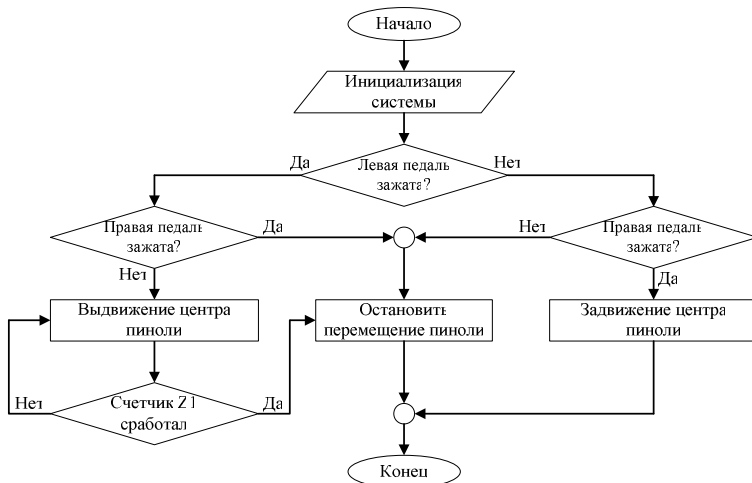 Начало
Инициализация
системы
Да
Левая педаль
зажата?
Нет
Правая педаль
зажата?
Да
Нет
Правая педаль
зажата?
Нет
Да
Выдвижение центра
пиноли
Остановить
перемещение пиноли
Задвижение центра
пиноли
Нет
Счетчик Z1
сработал
Да
Конец